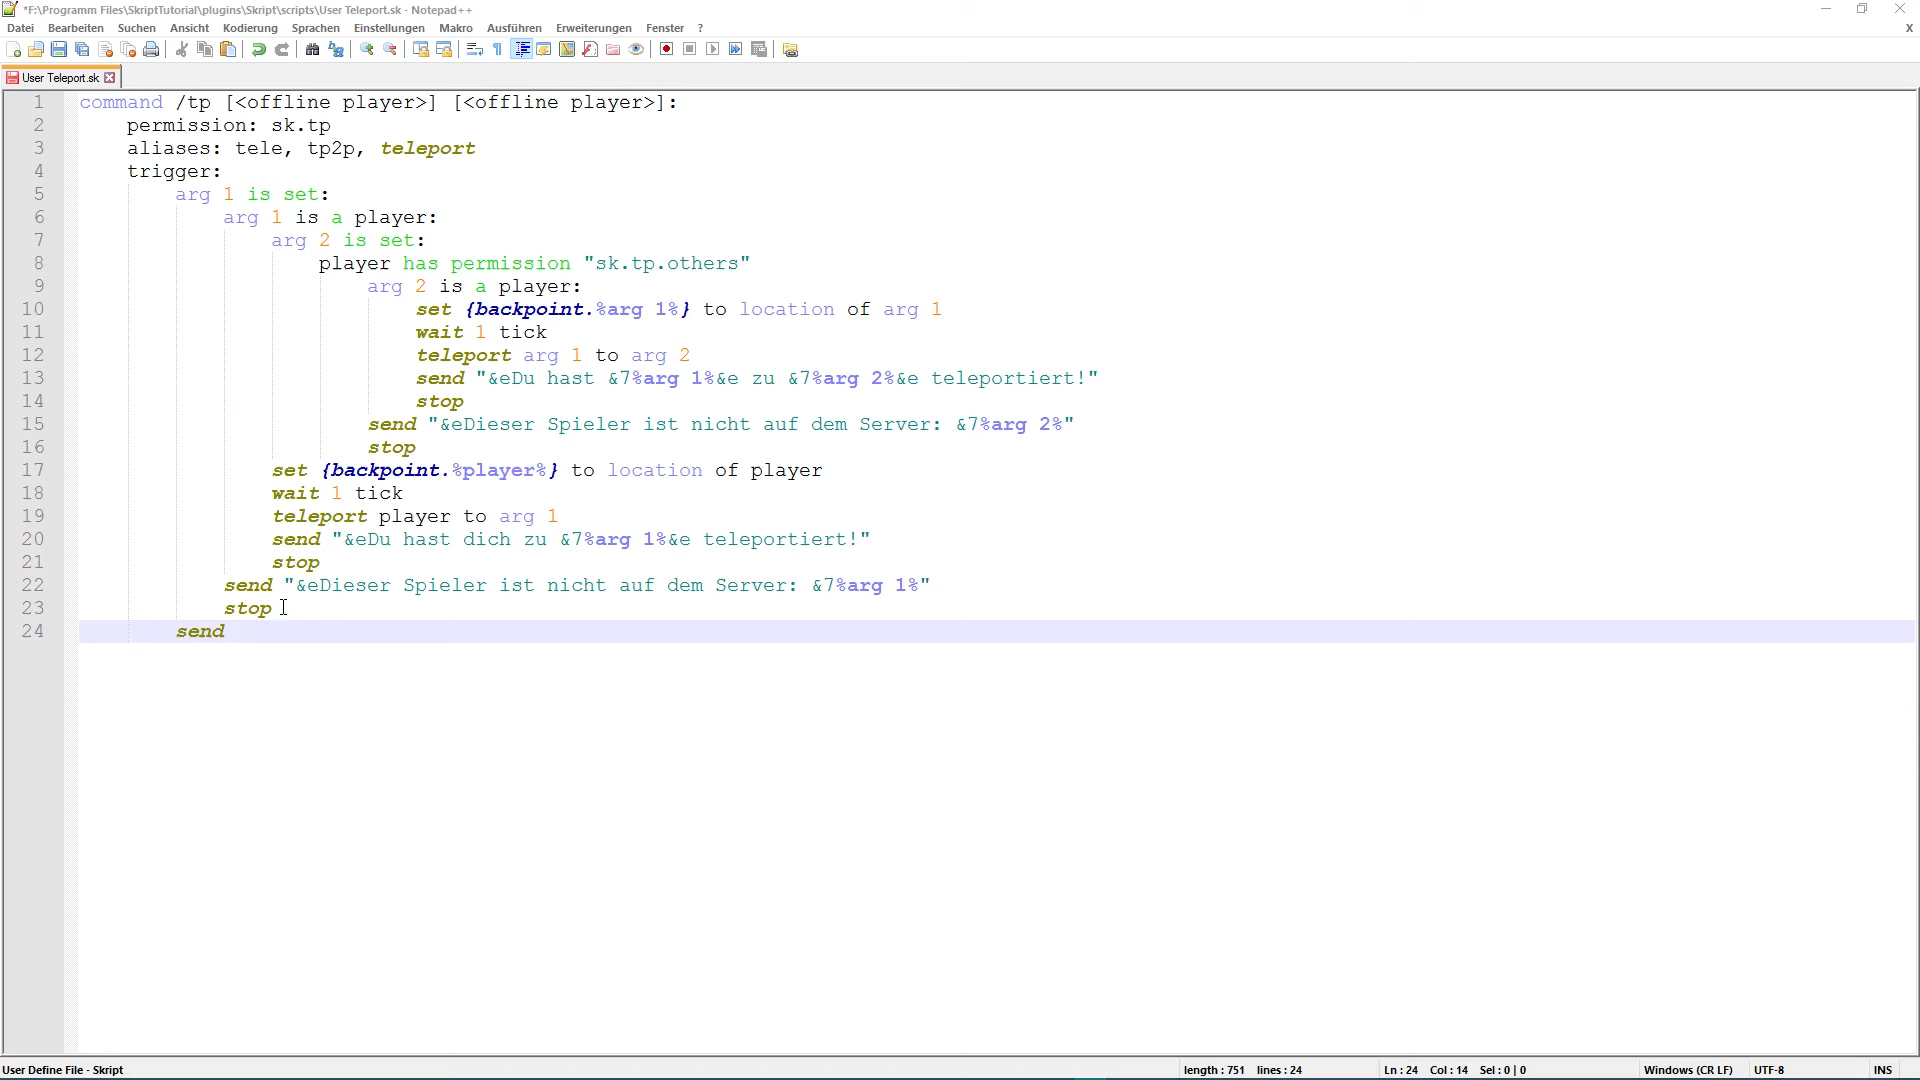 *F:\Programm Files\SkriptTutorial\plugins\Skript\scripts\User Teleport.sk - Notepad++
Datei Bearbeiten Suchen Ansicht Kodierung Sprachen Einstellungen Makro Ausführen Erweiterungen Fenster ? X
User Teleport.sk
1 command /tp [<offline player>] [<offline player>]:
2 permission: sk.tp
3 aliases: tele, tp2p, teleport
4 trigger:
5 arg 1 is set:
6 arg 1 is a player:
7 arg 2 is set:
8 player has permission "sk.tp.others"
9 arg 2 is a player:
10 set {backpoint.%arg 1%} to location of arg 1
11 wait 1 tick
12 teleport arg 1 to arg 2
13 send "&eDu hast &7%arg 1%&e zu &7%arg 2%&e teleportiert!"
14 stop
15 send "&eDieser Spieler ist nicht auf dem Server: &7%arg 2%"
16 stop
17 set {backpoint.%player%} to location of player
18 wait 1 tick
19 teleport player to arg 1
20 send "&eDu hast dich zu &7%arg 1%&e teleportiert!"
21 stop
22 send "&eDieser Spieler ist nicht auf dem Server: &7%arg 1%"
23 stop
24 send
User Define File - Skript length : 751 lines : 24 Ln : 24 Col : 14 Sel : 0 | 0 Windows (CR LF) UTF-8 INS